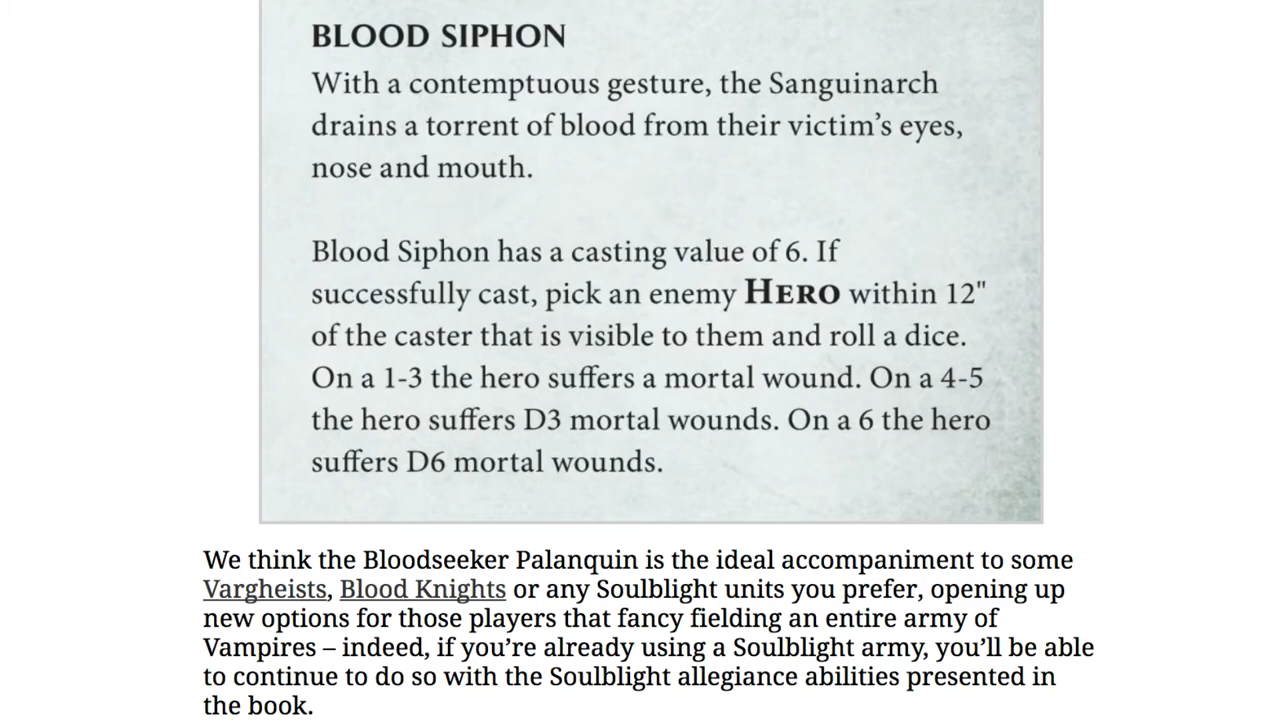 BLOOD SIPHON
With a contemptuous gesture, the Sanguinarch
drains a torrent of blood from their victim’s eyes,
nose and mouth.
Blood Siphon has a casting value of 6. If
successfully cast, pick an enemy HERO within 12"
of the caster that is visible to them and roll a dice.
On a 1-3 the hero suffers a mortal wound. On a 4-5
the hero suffers D3 mortal wounds. On a 6 the hero
suffers D6 mortal wounds.
We think the Bloodseeker Palanquin is the ideal accompaniment to some
Vargheists, Blood Knights or any Soulblight units you prefer, opening up
new options for those players that fancy fielding an entire army of
Vampires – indeed, if you’re already using a Soulblight army, you’ll be able
to continue to do so with the Soulblight allegiance abilities presented in
the book.